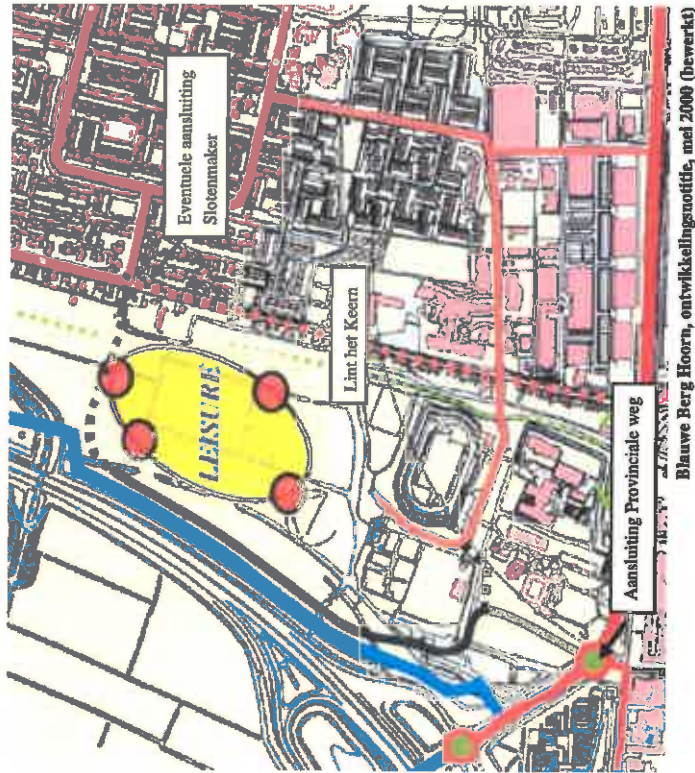 Eventuele aansluiting
Slotenmaker
LEISURE
Lint het Keern
Aansluiting Provinciale weg
Blauwe Berg Hoorn, ontwikkelingsnotitie, mei 2000 (bewerkt)